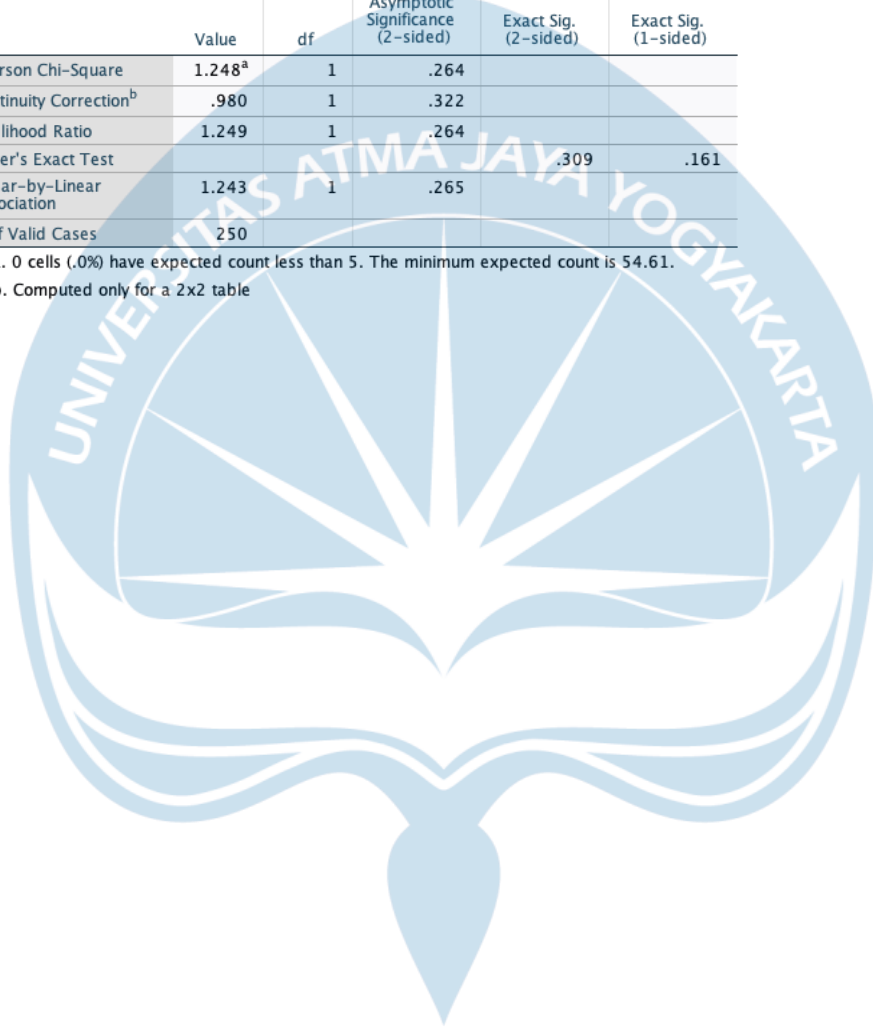 Asymptotic
Significance
(2-sided)
Exact Sig.
(2-sided)
Exact Sig.
(1-sided)
Value df
rson Chi-Square 1.248a 1 .264
tinuity Correctionb .980 1 .322
lihood Ratio 1.249 1 .264
er's Exact Test .309 .161
ar-by-Linear
ociation 1.243 1 .265
f Valid Cases 250
. 0 cells (.0%) have expected count less than 5. The minimum expected count is 54.61.
. Computed only for a 2x2 table
UNIVERSITAS ATMA JAYA YOGYAKARTA